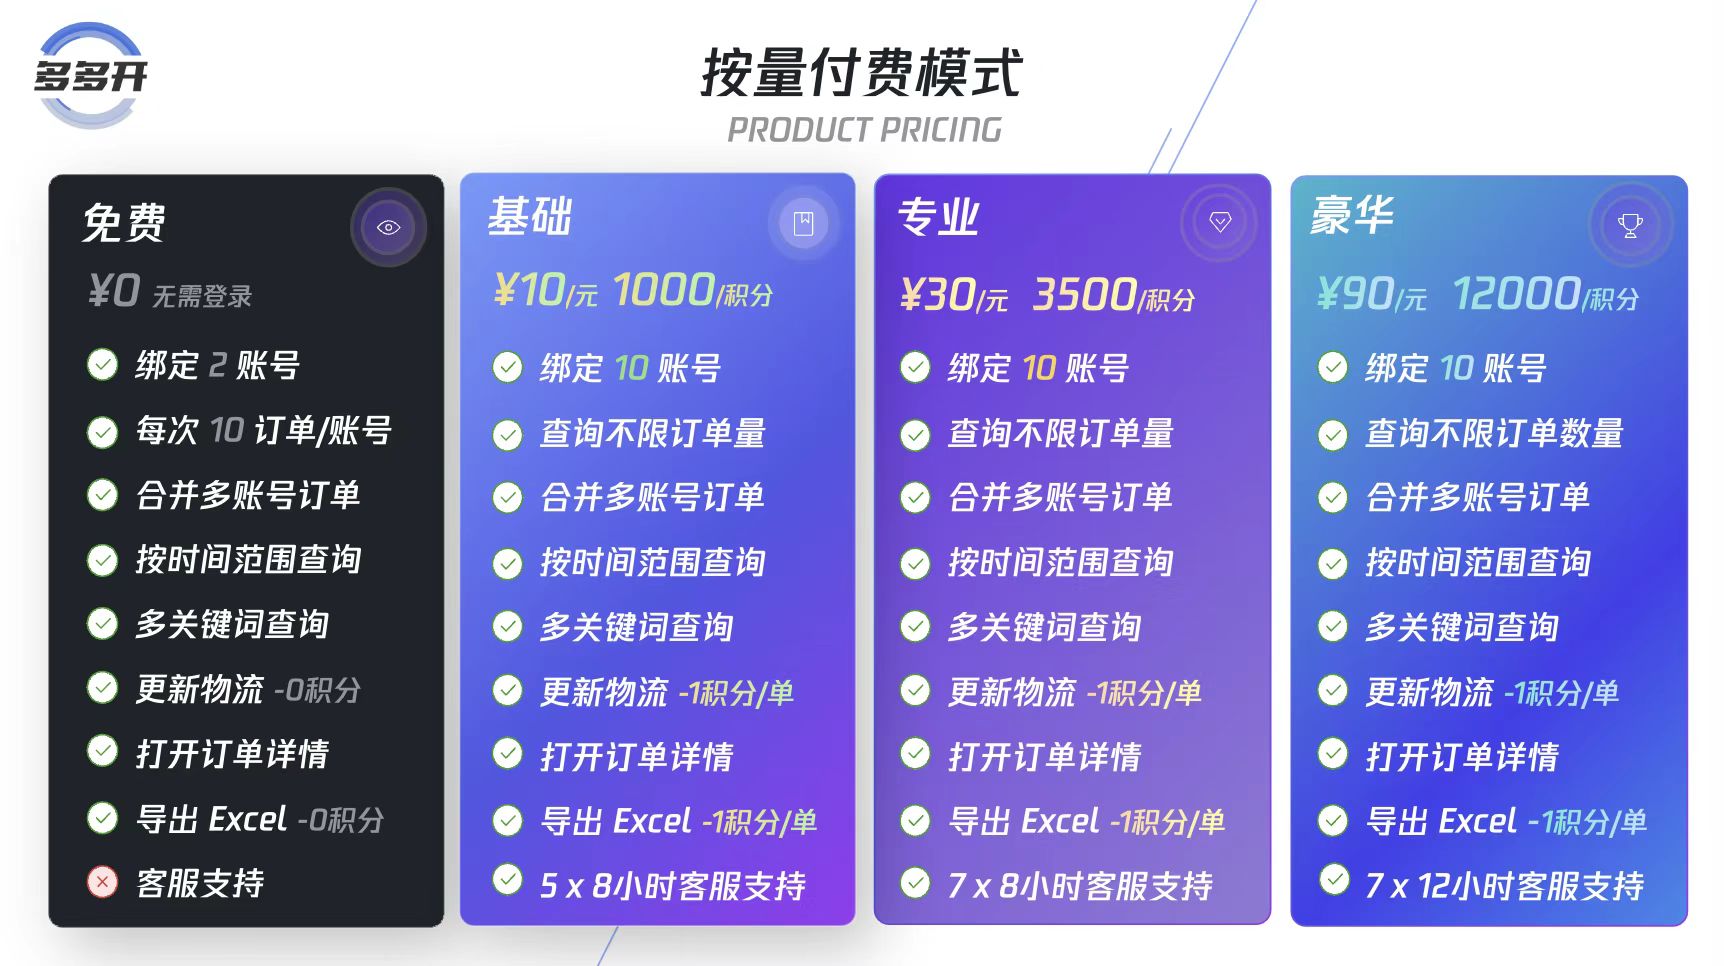 多多开
按量付费模式
PRODUCT PRICING
免费
¥0 无需登录
绑定 2 账号
每次 10 订单/账号
合并多账号订单
按时间范围查询
多关键词查询
更新物流 -0积分
打开订单详情
导出 Excel -0积分
客服支持
基础
¥10/元 1000/积分
绑定 10 账号
查询不限订单量
合并多账号订单
按时间范围查询
多关键词查询
更新物流 -1积分/单
打开订单详情
导出 Excel -1积分/单
5 x 8小时客服支持
专业
¥30/元 3500/积分
绑定 10 账号
查询不限订单量
合并多账号订单
按时间范围查询
多关键词查询
更新物流 -1积分/单
打开订单详情
导出 Excel -1积分/单
7 x 8小时客服支持
豪华
¥90/元 12000/积分
绑定 10 账号
查询不限订单数量
合并多账号订单
按时间范围查询
多关键词查询
更新物流 -1积分/单
打开订单详情
导出 Excel -1积分/单
7 x 12小时客服支持